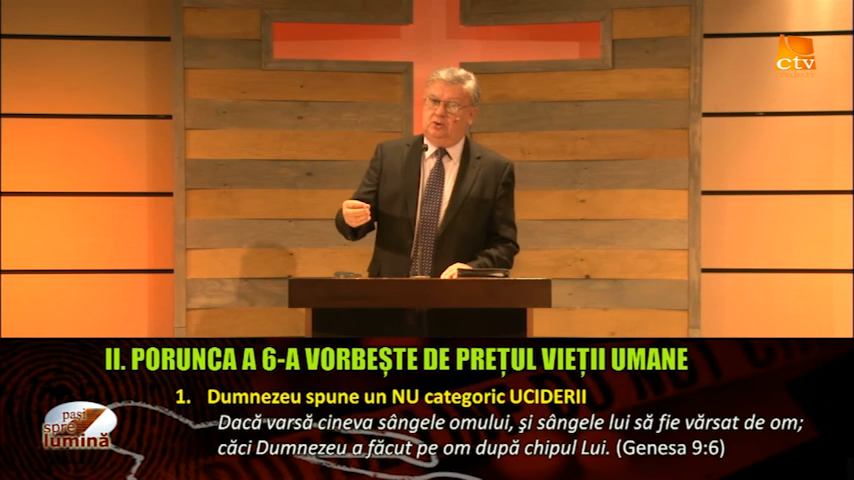 ctv
II. PORUNCA A 6-A VORBEȘTE DE PREȚUL VIEȚII UMANE
1. Dumnezeu spune un NU categoric UCIDERII
Dacă varsă cineva sângele omului, şi sângele lui să fie vărsat de om;
căci Dumnezeu a făcut pe om după chipul Lui. (Genesa 9:6)
pași
spre
lumină